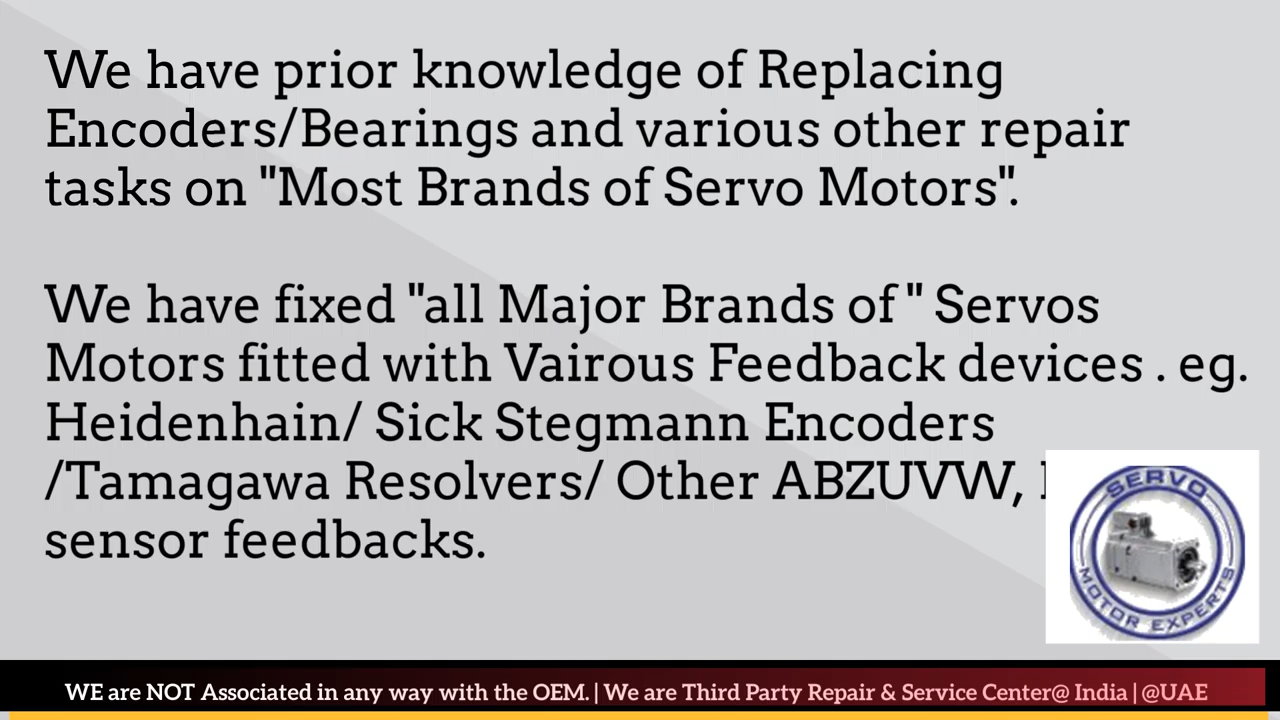 We have prior knowledge of Replacing
Encoders/Bearings and various other repair
tasks on "Most Brands of Servo Motors".
We have fixed "all Major Brands of " Servos
Motors fitted with Vairous Feedback devices . eg.
Heidenhain/ Sick Stegmann Encoders
/Tamagawa Resolvers/ Other ABZUVW,
sensor feedbacks.
SERVO
MOTOR EXPERTS
WE are NOT Associated in any way with the OEM. | We are Third Party Repair & Service Center@ India | @UAE